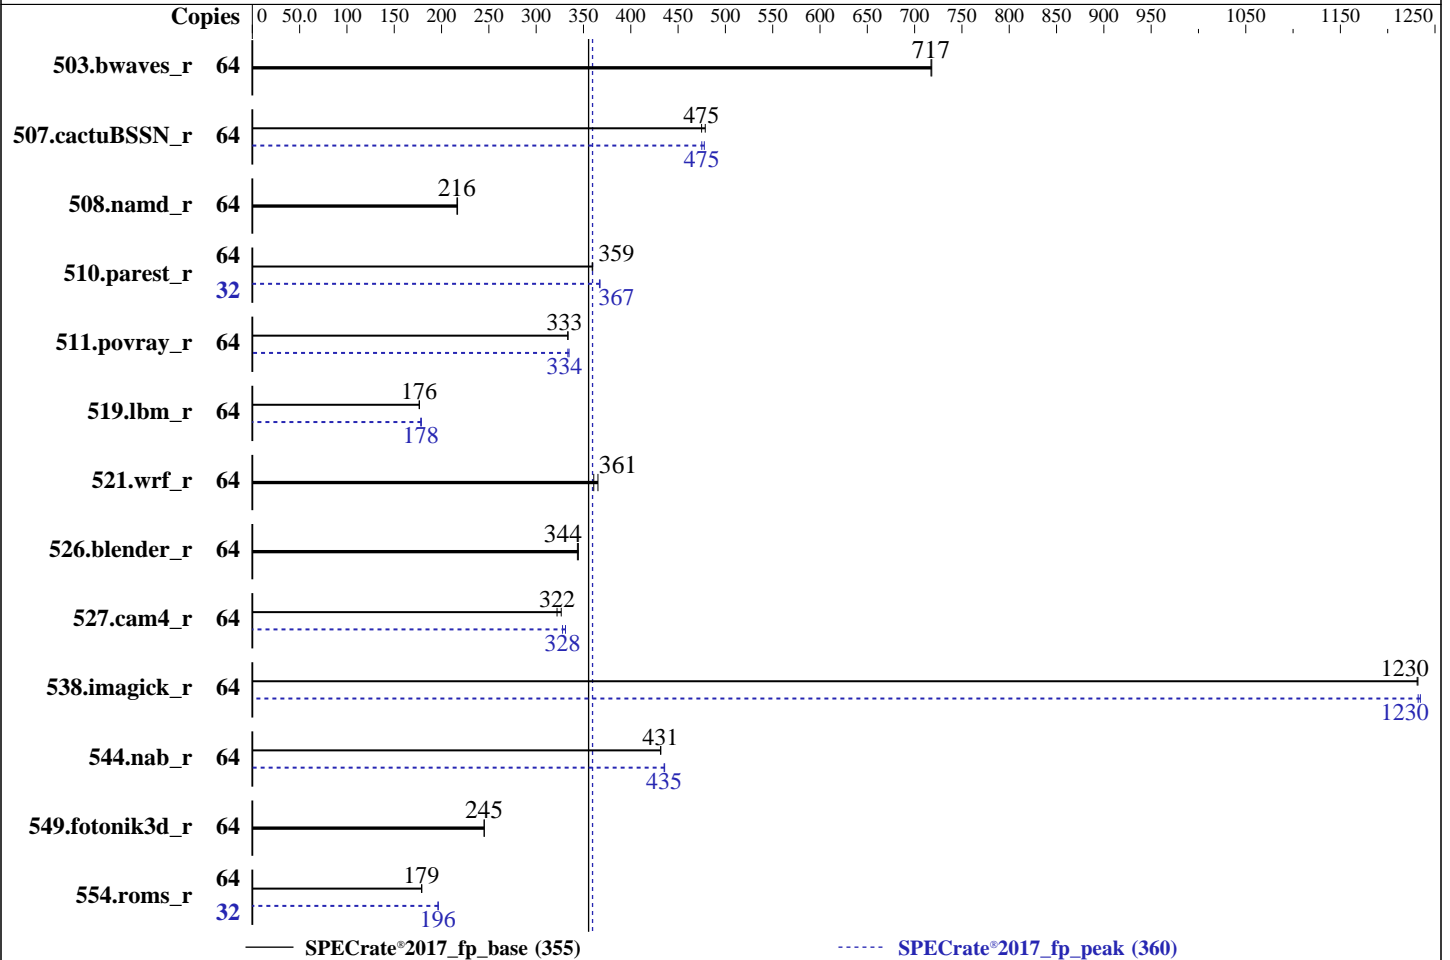 Copies 0 50.0 100 150 200 250 300 350 400 450 500 550 600 650 700 750 800 850 900 950 1050 1150 1250
503.bwaves_r 64 717
507.cactuBSSN_r 64 475
475
508.namd_r 64 216
510.parest_r 64 359
32 367
511.povray_r 64 333
334
519.lbm_r 64 176
178
521.wrf_r 64 361
526.blender_r 64 344
527.cam4_r 64 322
328
538.imagick_r 64 1230
1230
544.nab_r 64 431
435
549.fotonik3d_r 64 245
554.roms_r 64 179
32 196
SPECrate®2017_fp_base (355) SPECrate®2017_fp_peak (360)